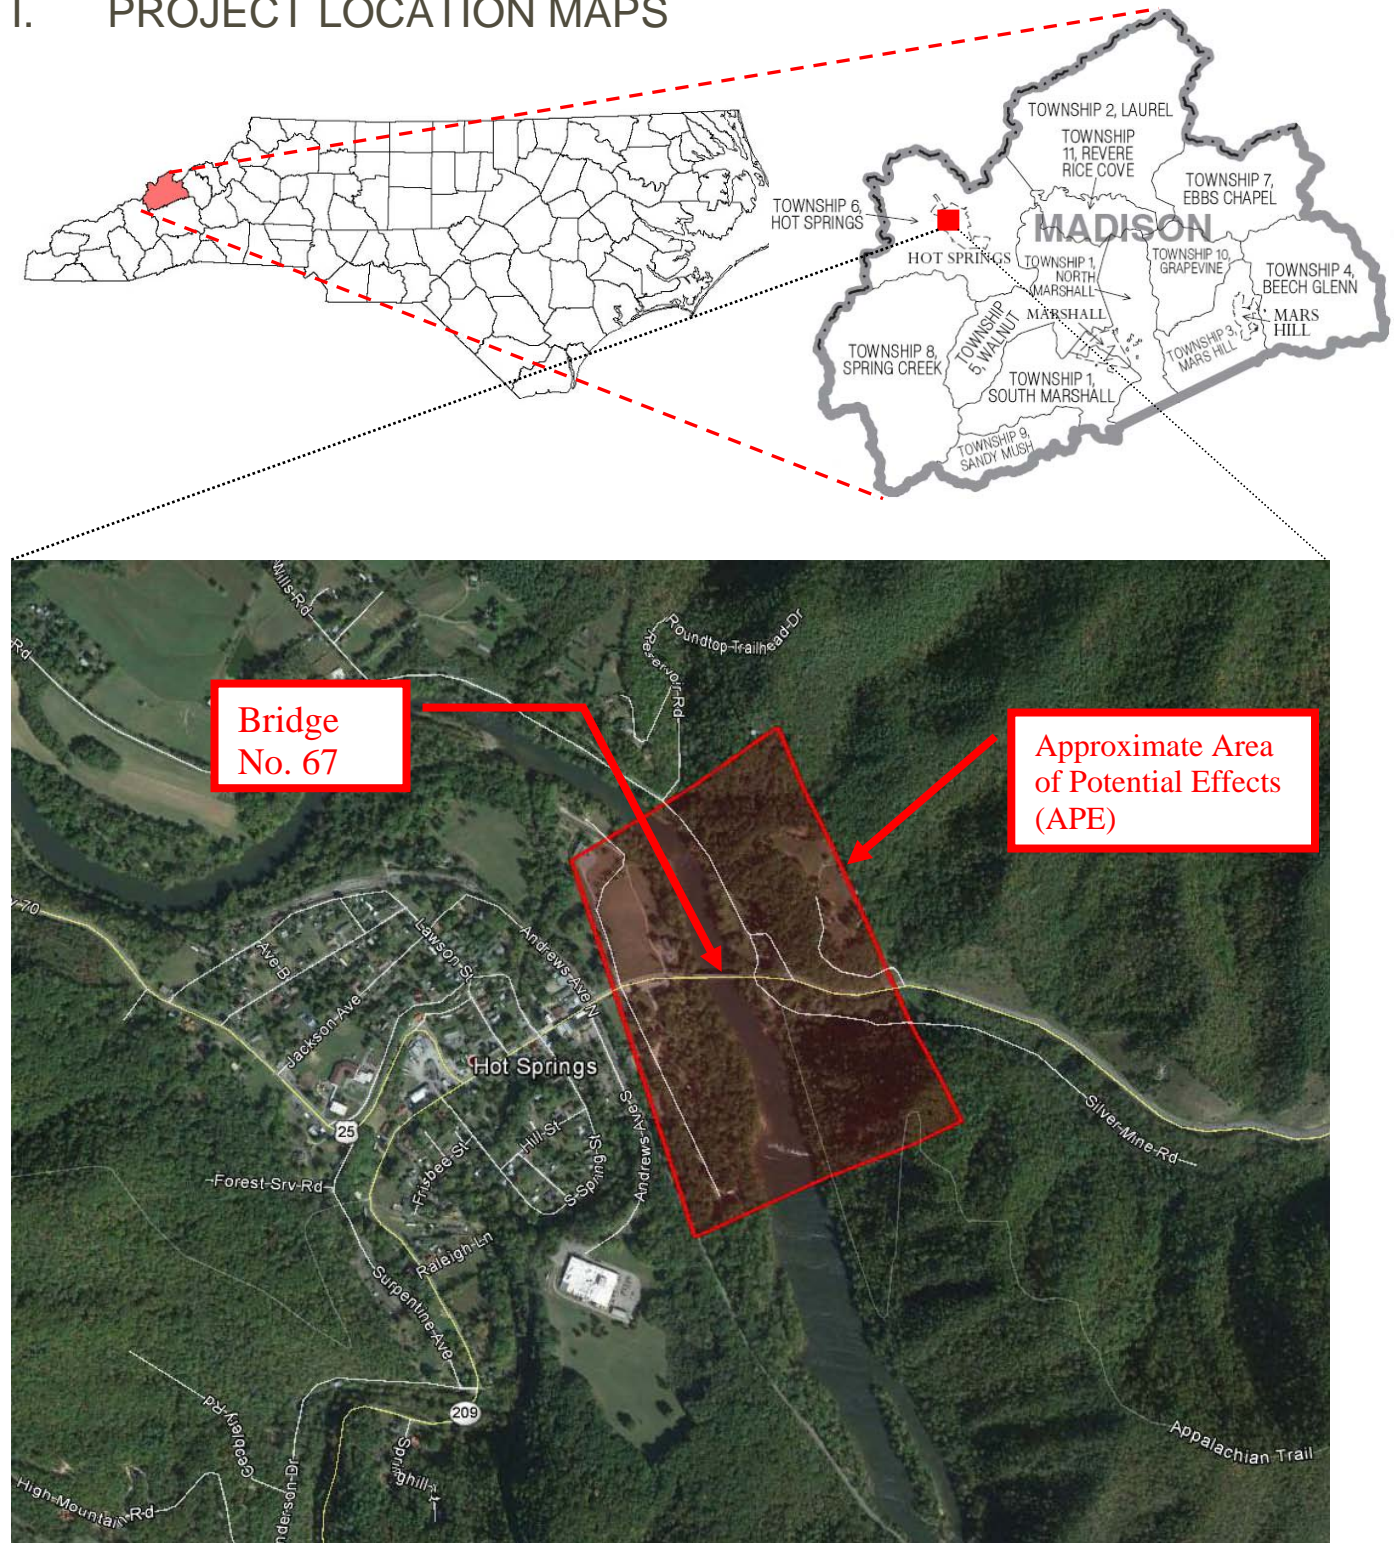 I. PROJECT LOCATION MAPS
TOWNSHIP 2, LAUREL
TOWNSHIP
11, REVERE
RICE COVE
TOWNSHIP 7,
EBBS CHAPEL
TOWNSHIP 6,
HOT SPRINGS
MADISON
HOT SPRINGS
TOWNSHIP 1,
NORTH
MARSHALL
TOWNSHIP 10,
GRAPEVINE
TOWNSHIP 4,
BEECH GLENN
MARSHALL
MARS
HILL
TOWNSHIP
5, WALNUT
TOWNSHIP 3,
MARS HILL
TOWNSHIP 8,
SPRING CREEK
TOWNSHIP 1,
SOUTH MARSHALL
TOWNSHIP 9,
SANDY MUSH
Wills-Rd
Roundtop-Trailhead-Dr
Reservoir-Rd
Rd
Bridge
No. 67
Approximate Area
of Potential Effects
(APE)
y 70
Ave B
Lawson-St
Andrews-Ave N
Jackson Ave
Hot Springs
25
Hill-St
Andrews-Ave S
S-Spring-St
Frisbee St
Silver-Mine-Rd
Forest-Srv-Rd
Raleigh-Ln
Surpentine-Ave
209
Appalachian Trail
High-Mountain-Rd
nderson-Dr